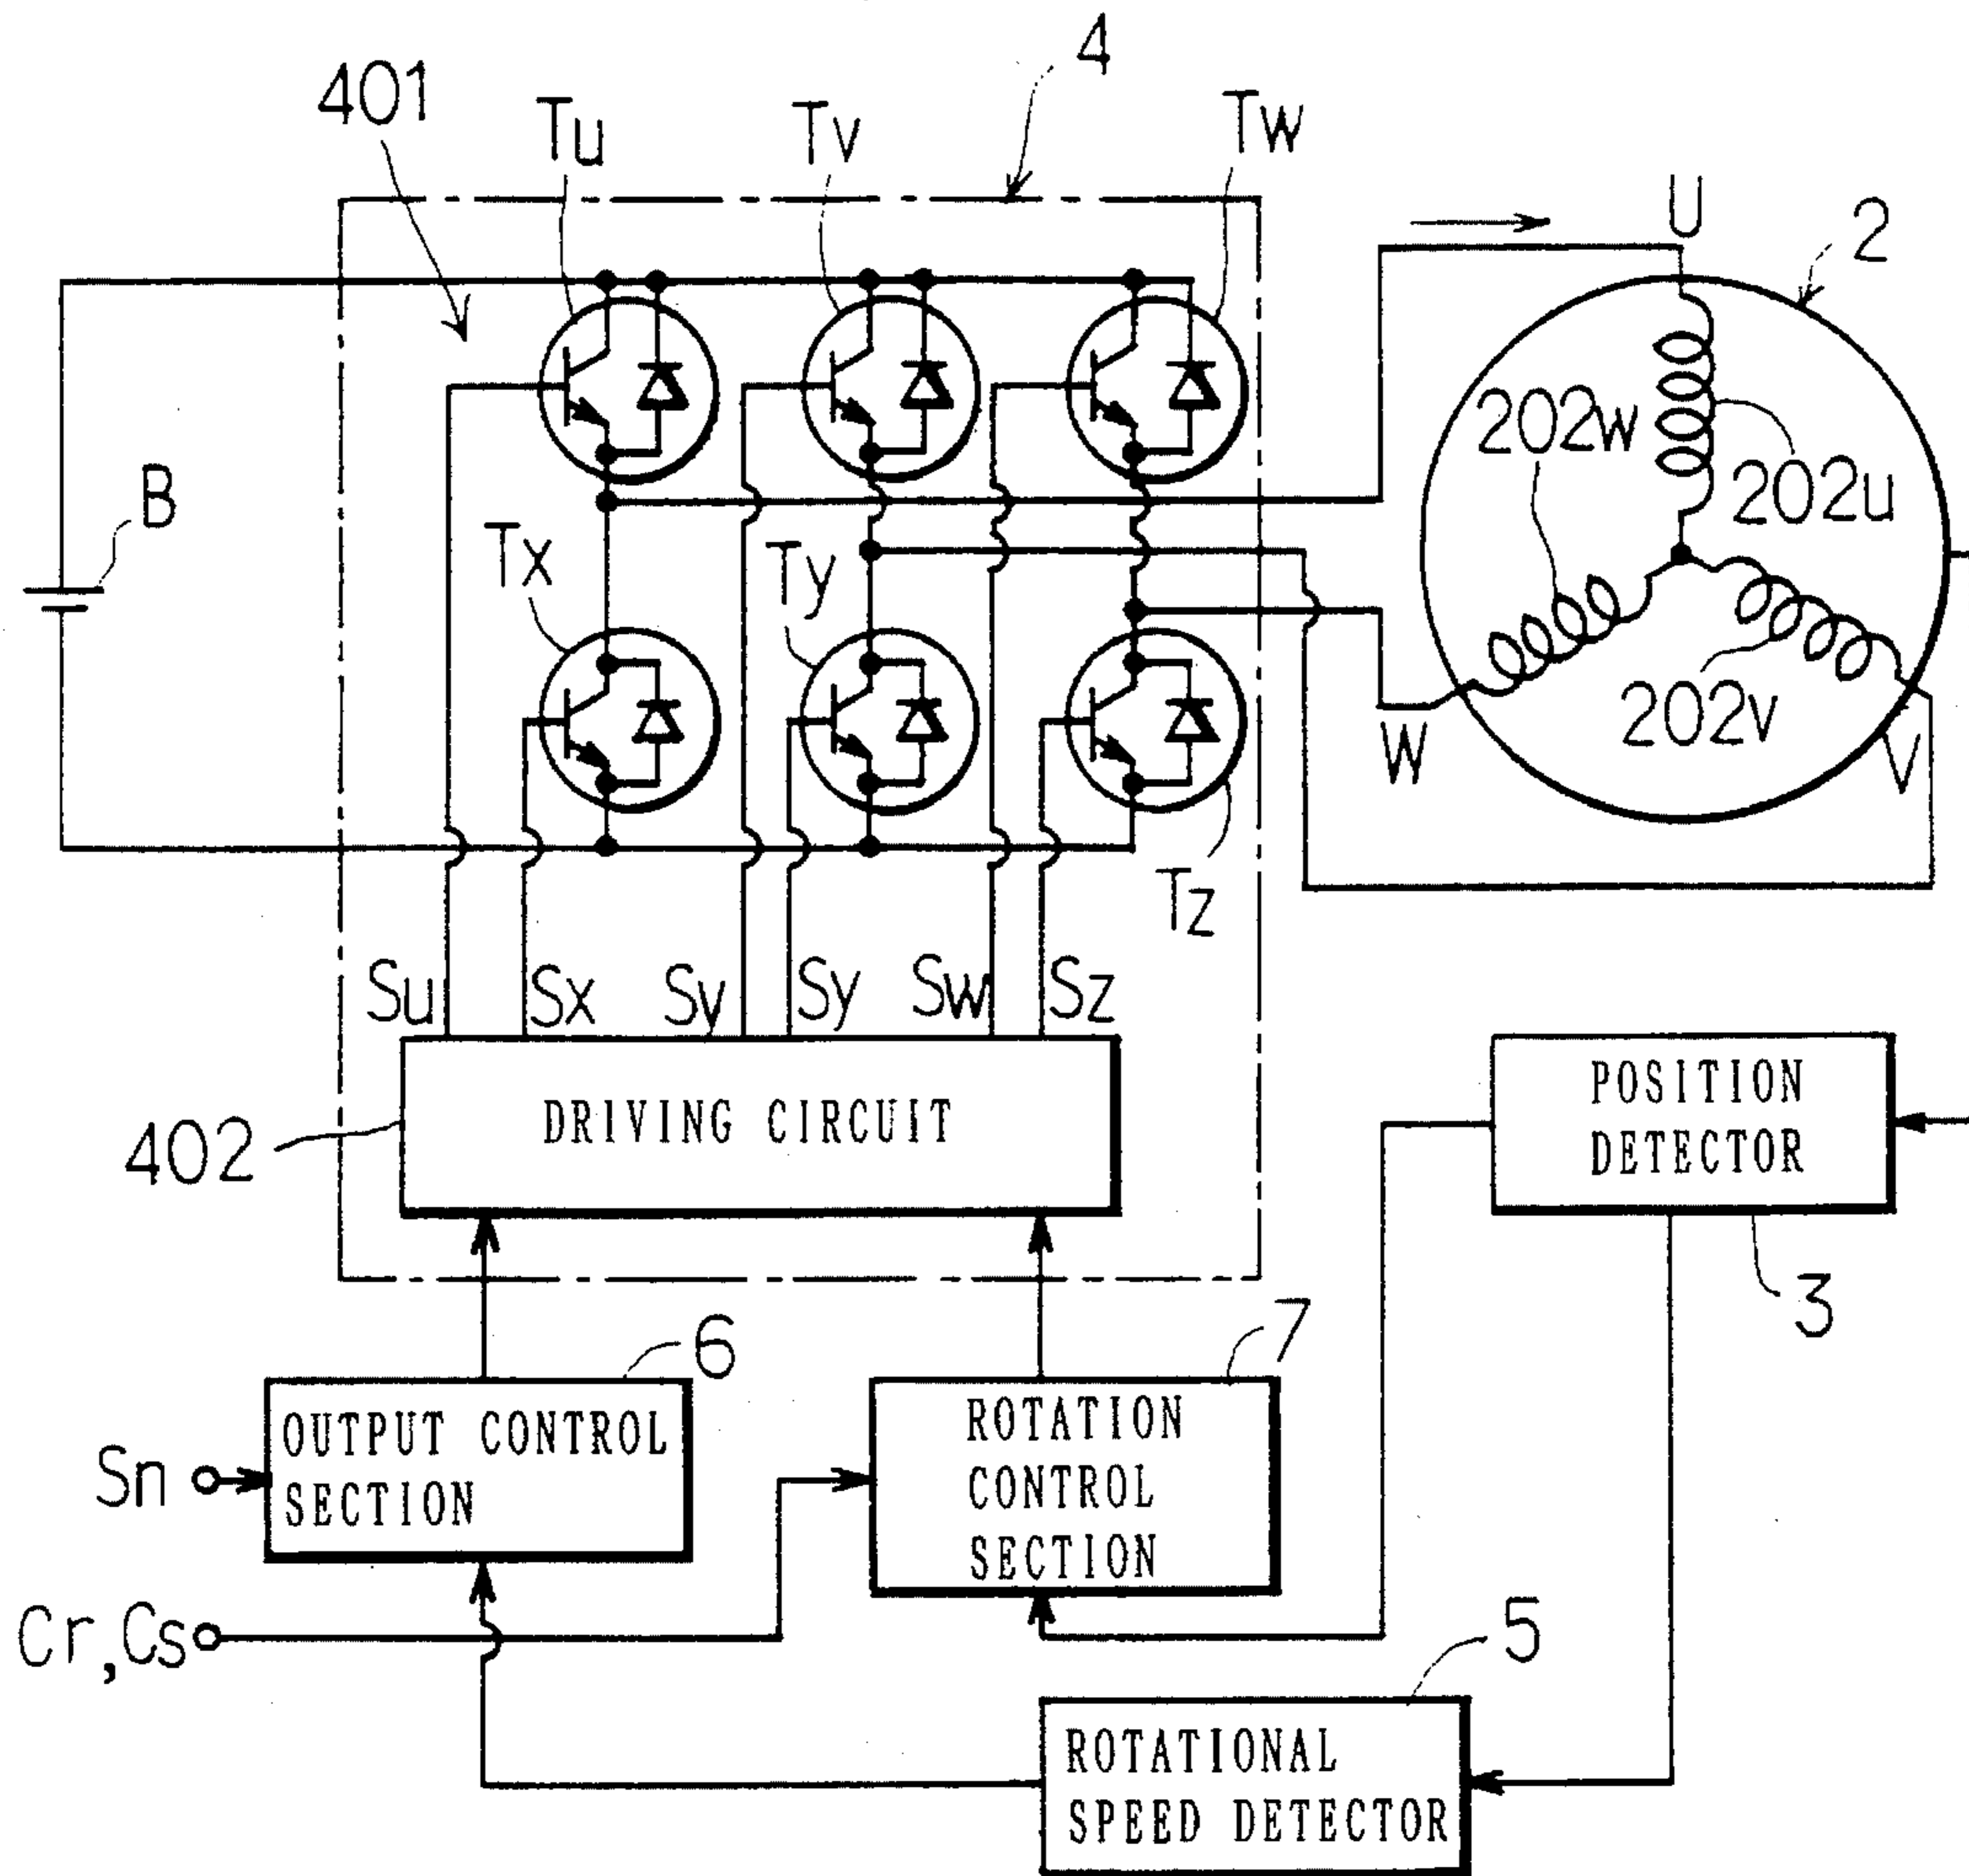 4
401
Tu
Tv
Tw
U
2
202w
202u
B
Tx
Ty
202v
W
V
Tz
Su
Sx
Sv
Sy
Sw
Sz
DRIVING CIRCUIT
402
POSITION
DETECTOR
3
6
7
OUTPUT CONTROL
SECTION
ROTATION
CONTROL
SECTION
Sn
Cr,Cs
5
ROTATIONAL
SPEED DETECTOR